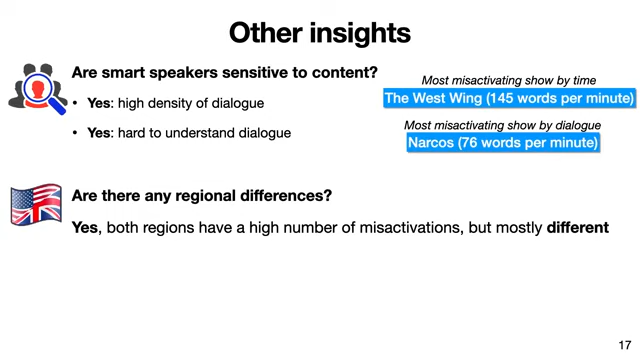 Other insights
Are smart speakers sensitive to content?
• Yes: high density of dialogue
• Yes: hard to understand dialogue
Most misactivating show by time
The West Wing (145 words per minute)
Most misactivating show by dialogue
Narcos (76 words per minute)
Are there any regional differences?
Yes, both regions have a high number of misactivations, but mostly different
17